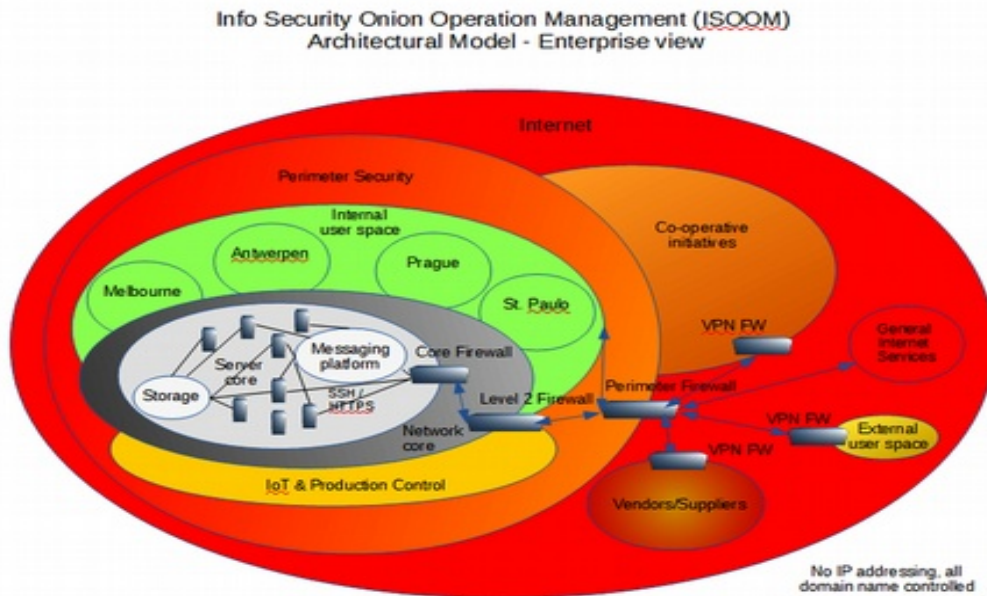 Info Security Onion Operation Management (ISOOM)
Architectural Model - Enterprise view
Internet
Perimeter Security
Internal
user space
Co-operative
initiatives
Antwerpen
Prague
Melbourne
St. Paulo
VPN FW
General
Internet
Services
Messaging
platform
Core Firewall
Server
core
Storage
SSH /
HTTPS
Level 2 Firewall
Perimeter Firewall
Network
core
VPN FW
External
user space
VPN FW
IoT & Production Control
Vendors/Suppliers
No IP addressing, all
domain name controlled